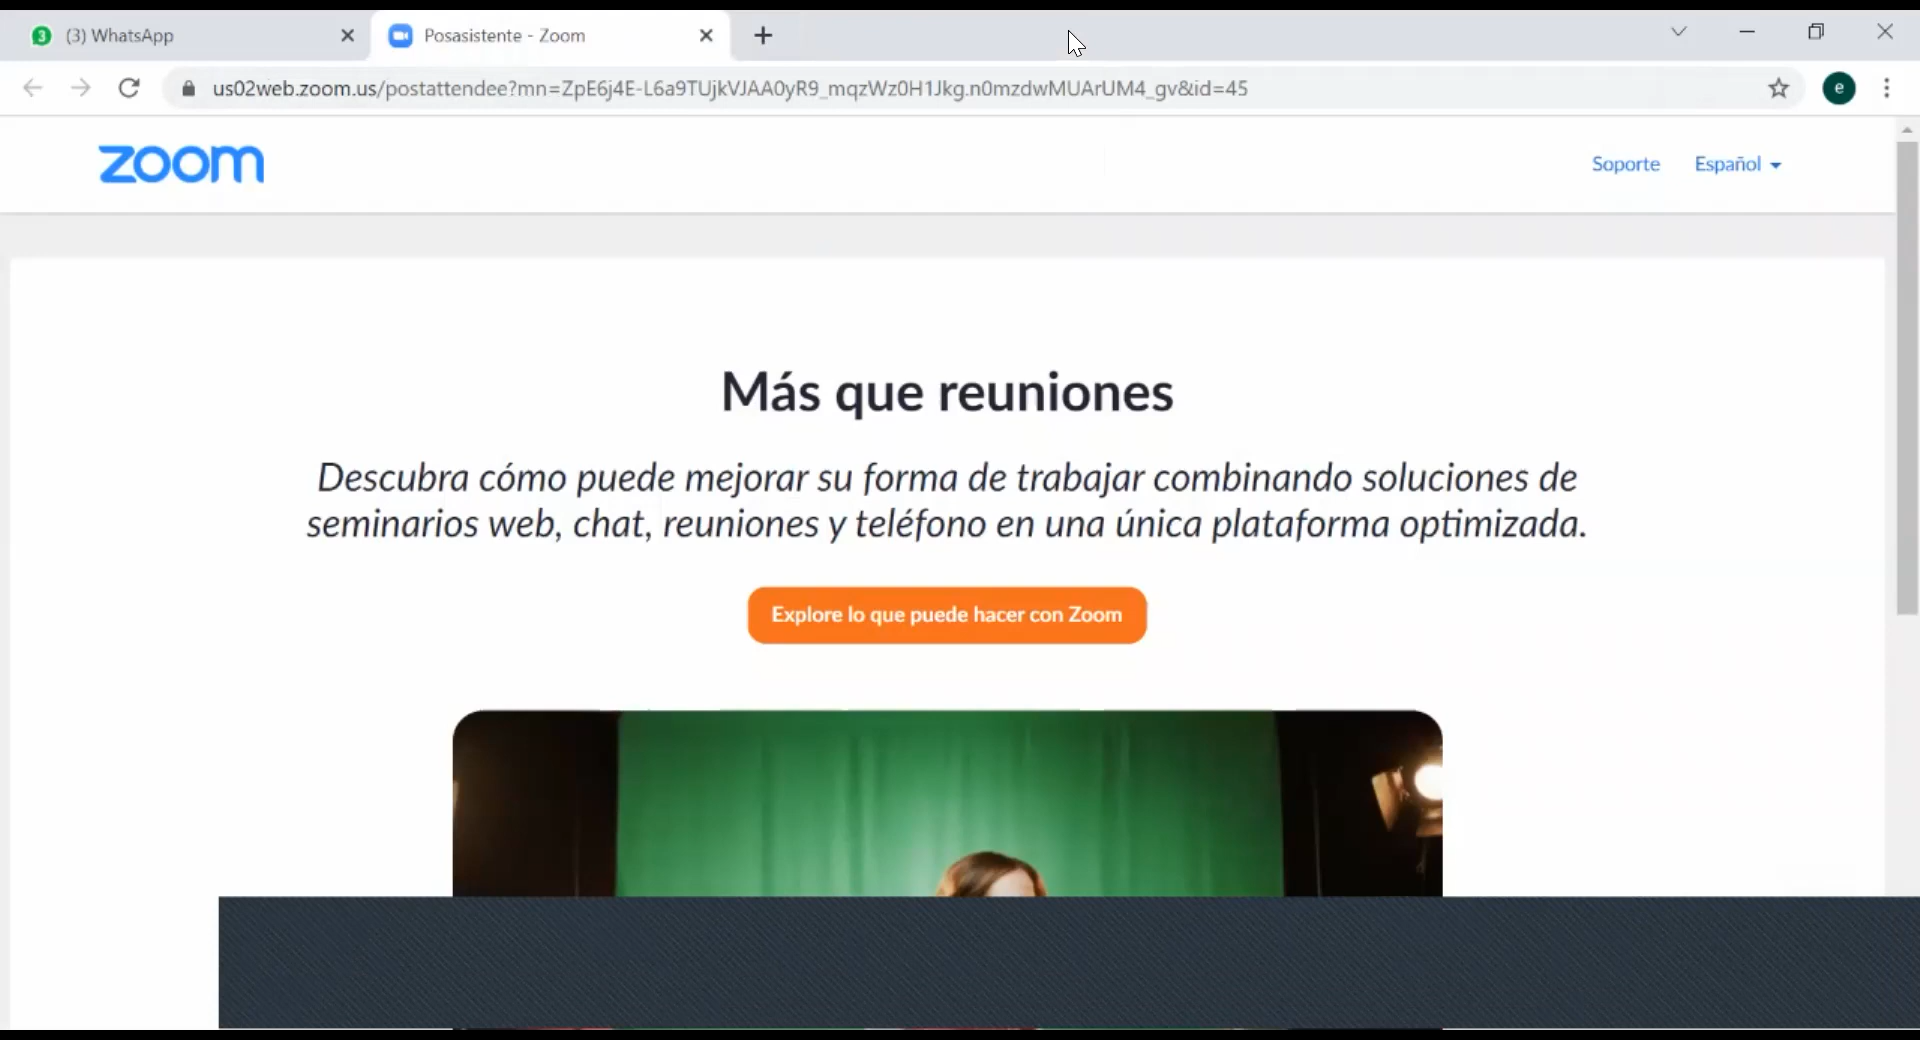 3 (3) WhatsApp
Posasistente - Zoom
us02web.zoom.us/postattendee?mn=ZpE6j4E-L6a9TUjkVJAA0yR9_mqzWz0H1Jkg.n0mzdwMUArUM4_gv&id=45
e
zoom
Soporte
Español
Más que reuniones
Descubra cómo puede mejorar su forma de trabajar combinando soluciones de
seminarios web, chat, reuniones y teléfono en una única plataforma optimizada.
Explore lo que puede hacer con Zoom